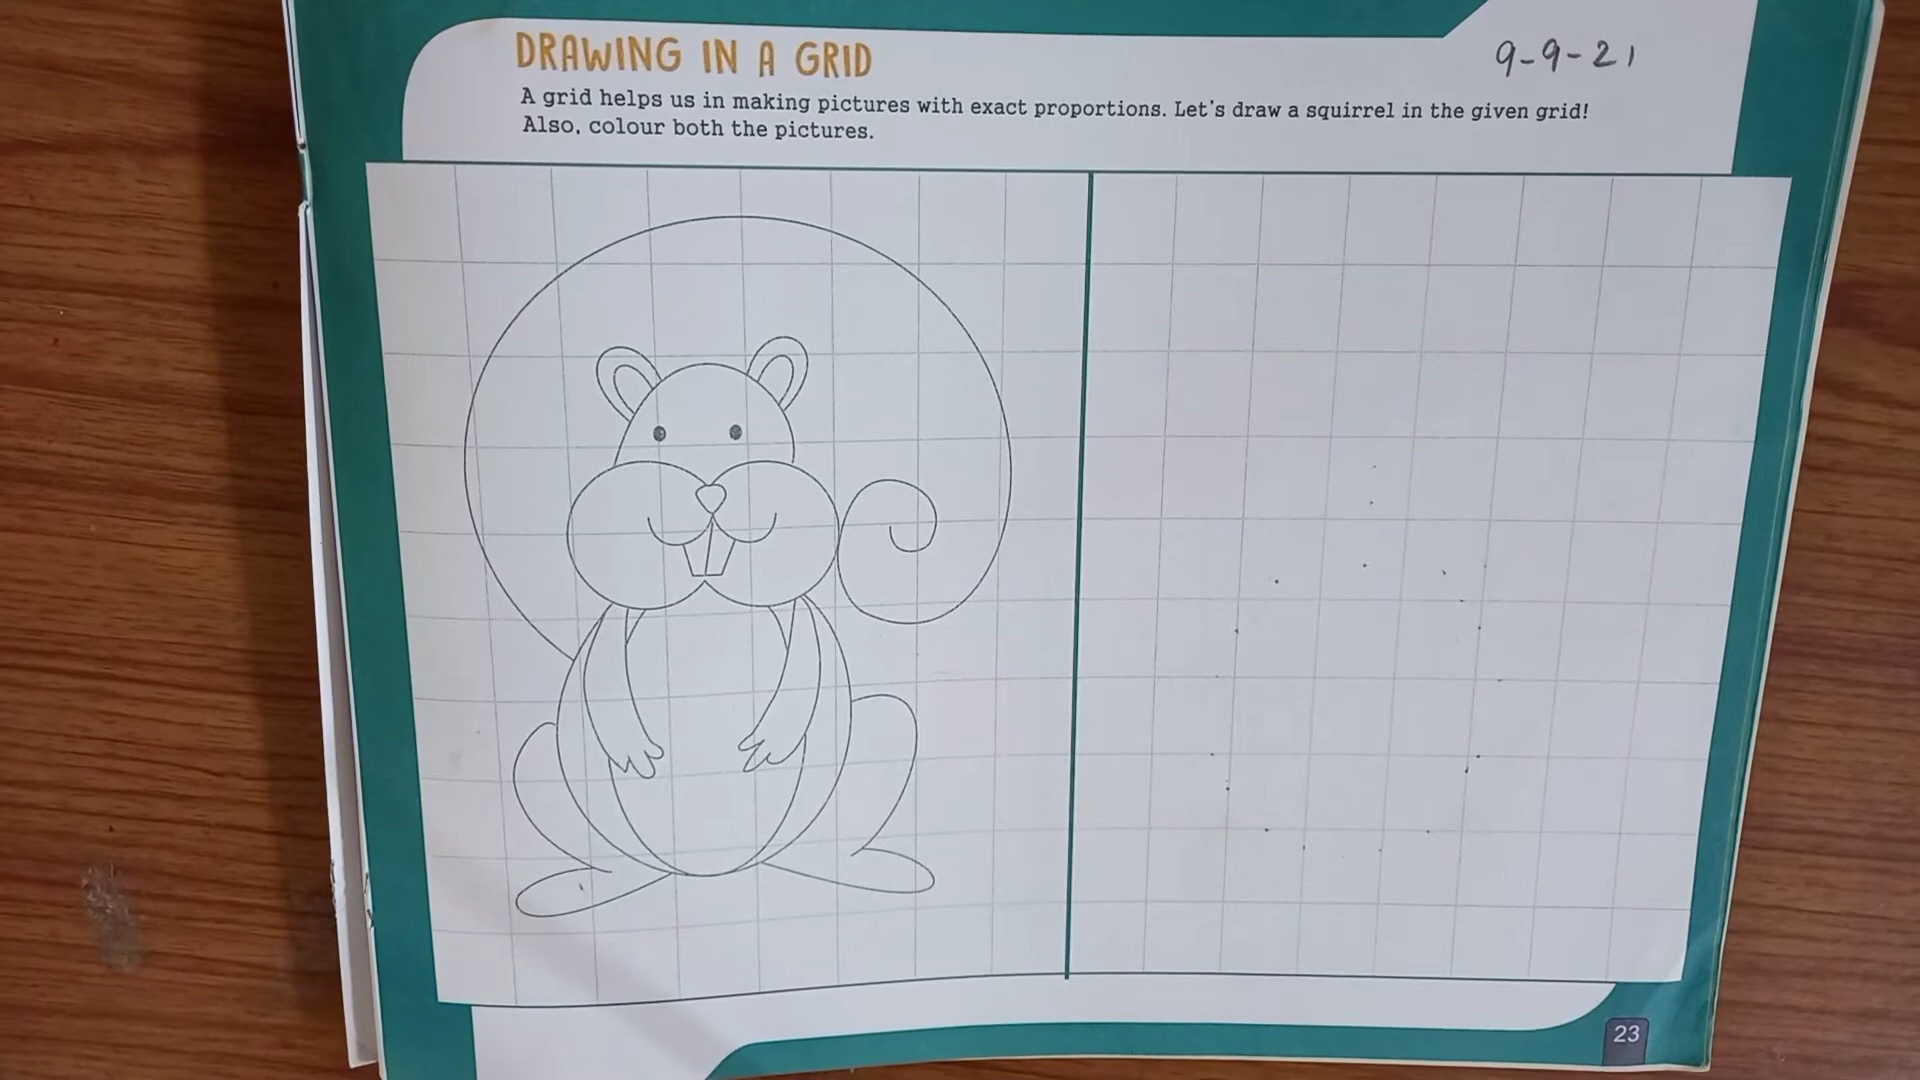 DRAWING IN A GRID
9-9-21
A grid helps us in making pictures with exact proportions. Let's draw a squirrel in the given grid!
Also, colour both the pictures.
23